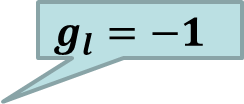 g_l = −1